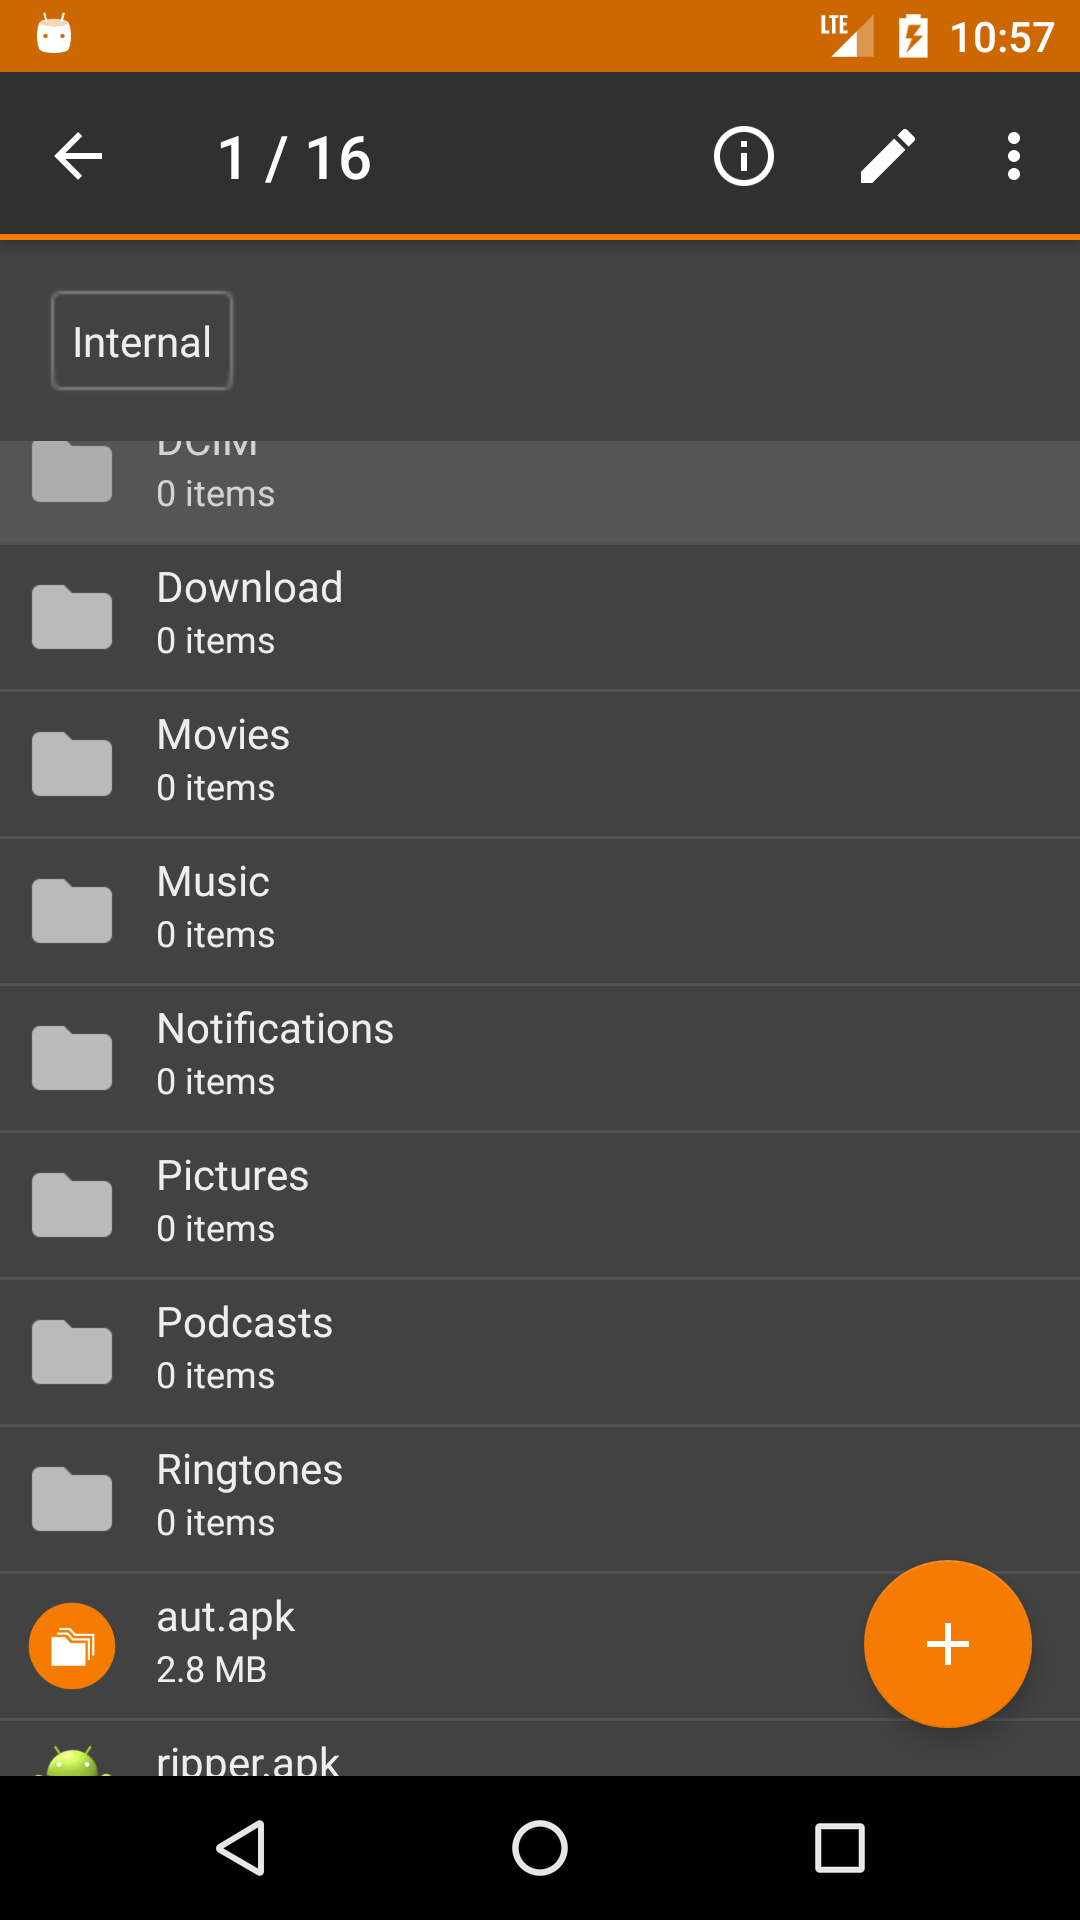 LTE 10:57
1 / 16
Internal
DCIM
0 items
Download
0 items
Movies
0 items
Music
0 items
Notifications
0 items
Pictures
0 items
Podcasts
0 items
Ringtones
0 items
aut.apk
2.8 MB
ripper.apk